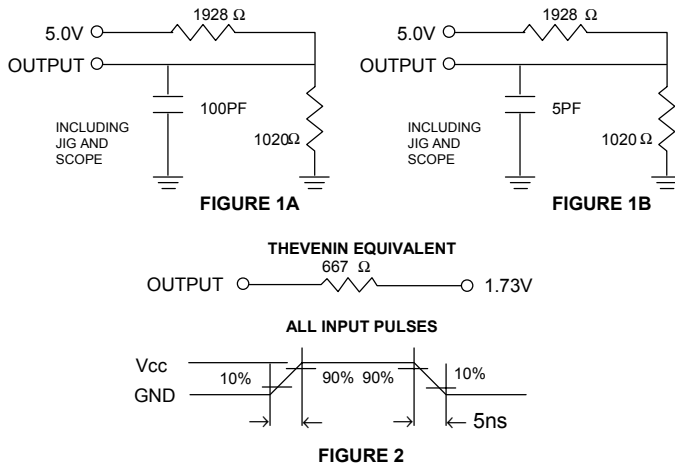 1928 Ω
5.0V
OUTPUT
100PF
INCLUDING
JIG AND
SCOPE
1020Ω
FIGURE 1A
1928 Ω
5.0V
OUTPUT
5PF
INCLUDING
JIG AND
SCOPE
1020Ω
FIGURE 1B
THEVENIN EQUIVALENT
667 Ω
OUTPUT 1.73V
ALL INPUT PULSES
Vcc
10% 90% 90% 10%
GND
5ns
FIGURE 2